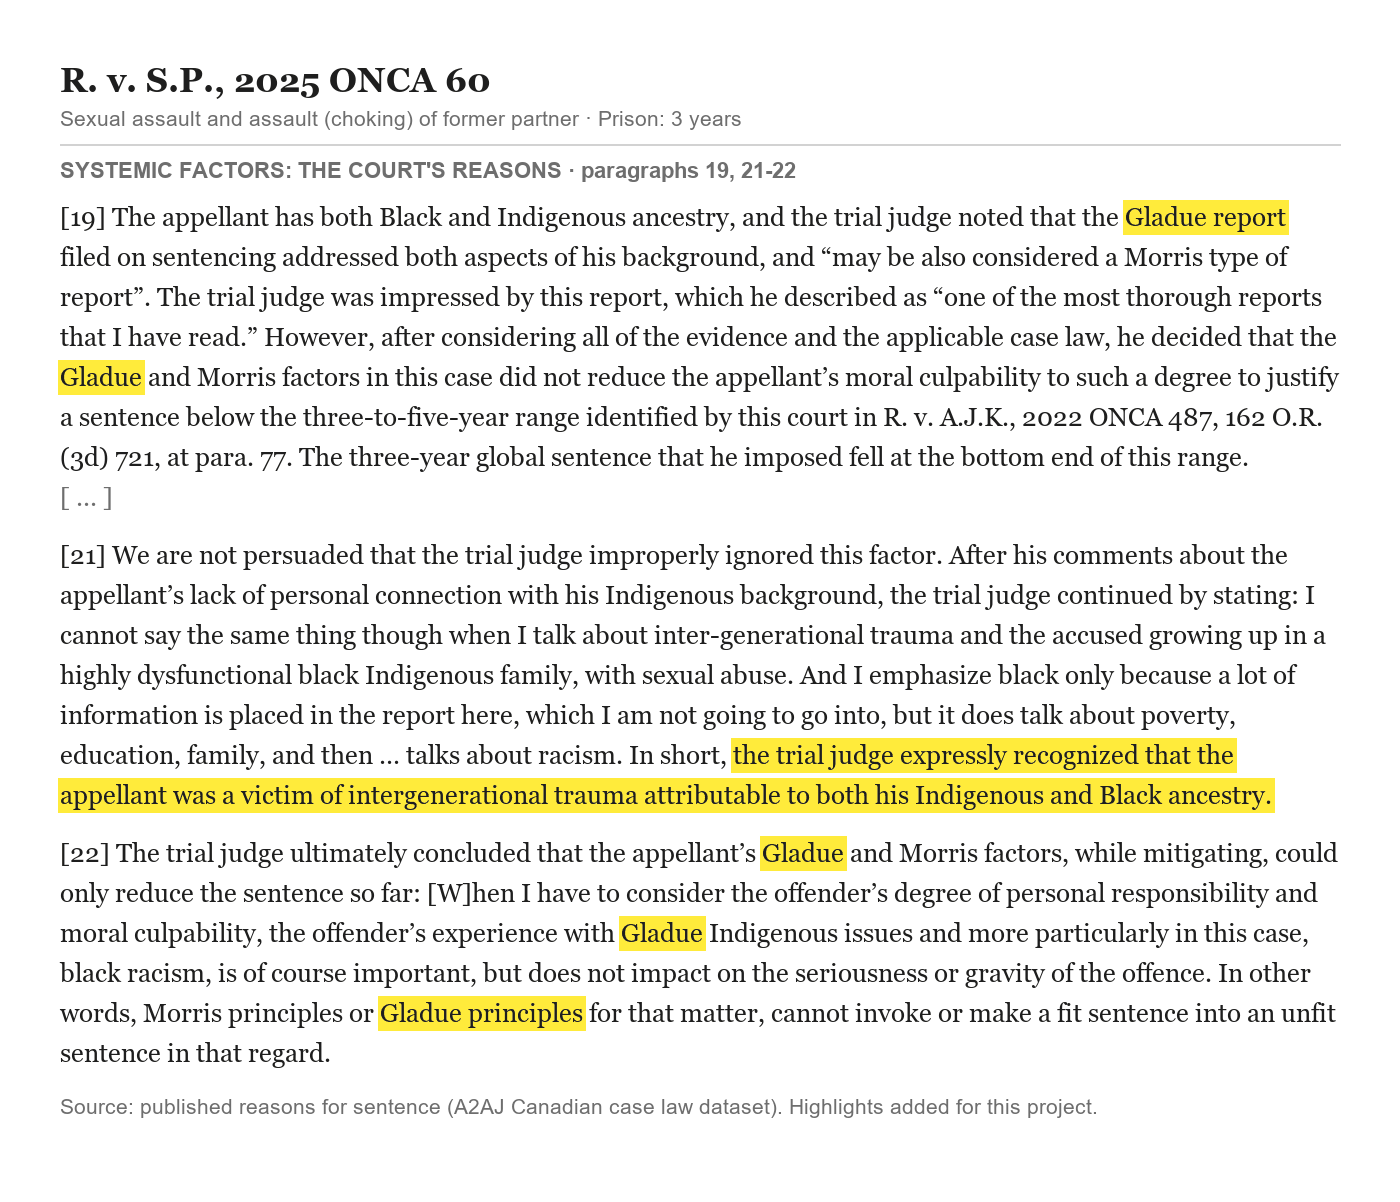 R. v. S.P., 2025 ONCA 60
Sexual assault and assault (choking) of former partner · Prison: 3 years
SYSTEMIC FACTORS: THE COURT'S REASONS · paragraphs 19, 21-22
[19] The appellant has both Black and Indigenous ancestry, and the trial judge noted that the Gladue report
filed on sentencing addressed both aspects of his background, and “may be also considered a Morris type of
report”. The trial judge was impressed by this report, which he described as “one of the most thorough reports
that I have read.” However, after considering all of the evidence and the applicable case law, he decided that the
Gladue and Morris factors in this case did not reduce the appellant’s moral culpability to such a degree to justify
a sentence below the three-to-five-year range identified by this court in R. v. A.J.K., 2022 ONCA 487, 162 O.R.
(3d) 721, at para. 77. The three-year global sentence that he imposed fell at the bottom end of this range.
[ ... ]
[21] We are not persuaded that the trial judge improperly ignored this factor. After his comments about the
appellant’s lack of personal connection with his Indigenous background, the trial judge continued by stating: I
cannot say the same thing though when I talk about inter-generational trauma and the accused growing up in a
highly dysfunctional black Indigenous family, with sexual abuse. And I emphasize black only because a lot of
information is placed in the report here, which I am not going to go into, but it does talk about poverty,
education, family, and then ... talks about racism. In short, the trial judge expressly recognized that the
appellant was a victim of intergenerational trauma attributable to both his Indigenous and Black ancestry.
[22] The trial judge ultimately concluded that the appellant’s Gladue and Morris factors, while mitigating, could
only reduce the sentence so far: [W]hen I have to consider the offender’s degree of personal responsibility and
moral culpability, the offender’s experience with Gladue Indigenous issues and more particularly in this case,
black racism, is of course important, but does not impact on the seriousness or gravity of the offence. In other
words, Morris principles or Gladue principles for that matter, cannot invoke or make a fit sentence into an unfit
sentence in that regard.
Source: published reasons for sentence (A2AJ Canadian case law dataset). Highlights added for this project.